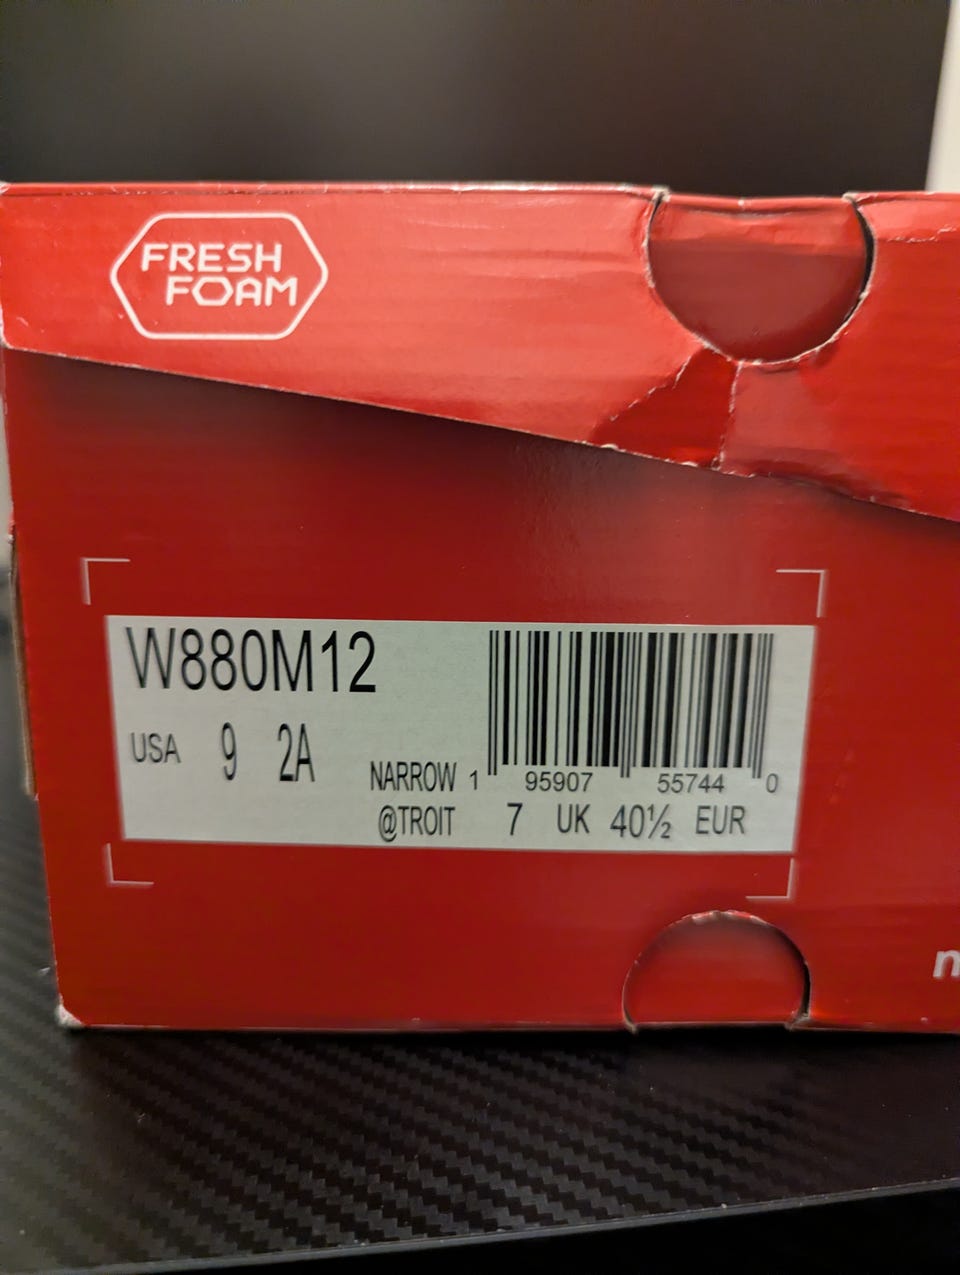 FRESH
FOAM
W880M12
USA 9 2A
NARROW 1 95907 55744 0
@TROIT 7 UK 40½ EUR